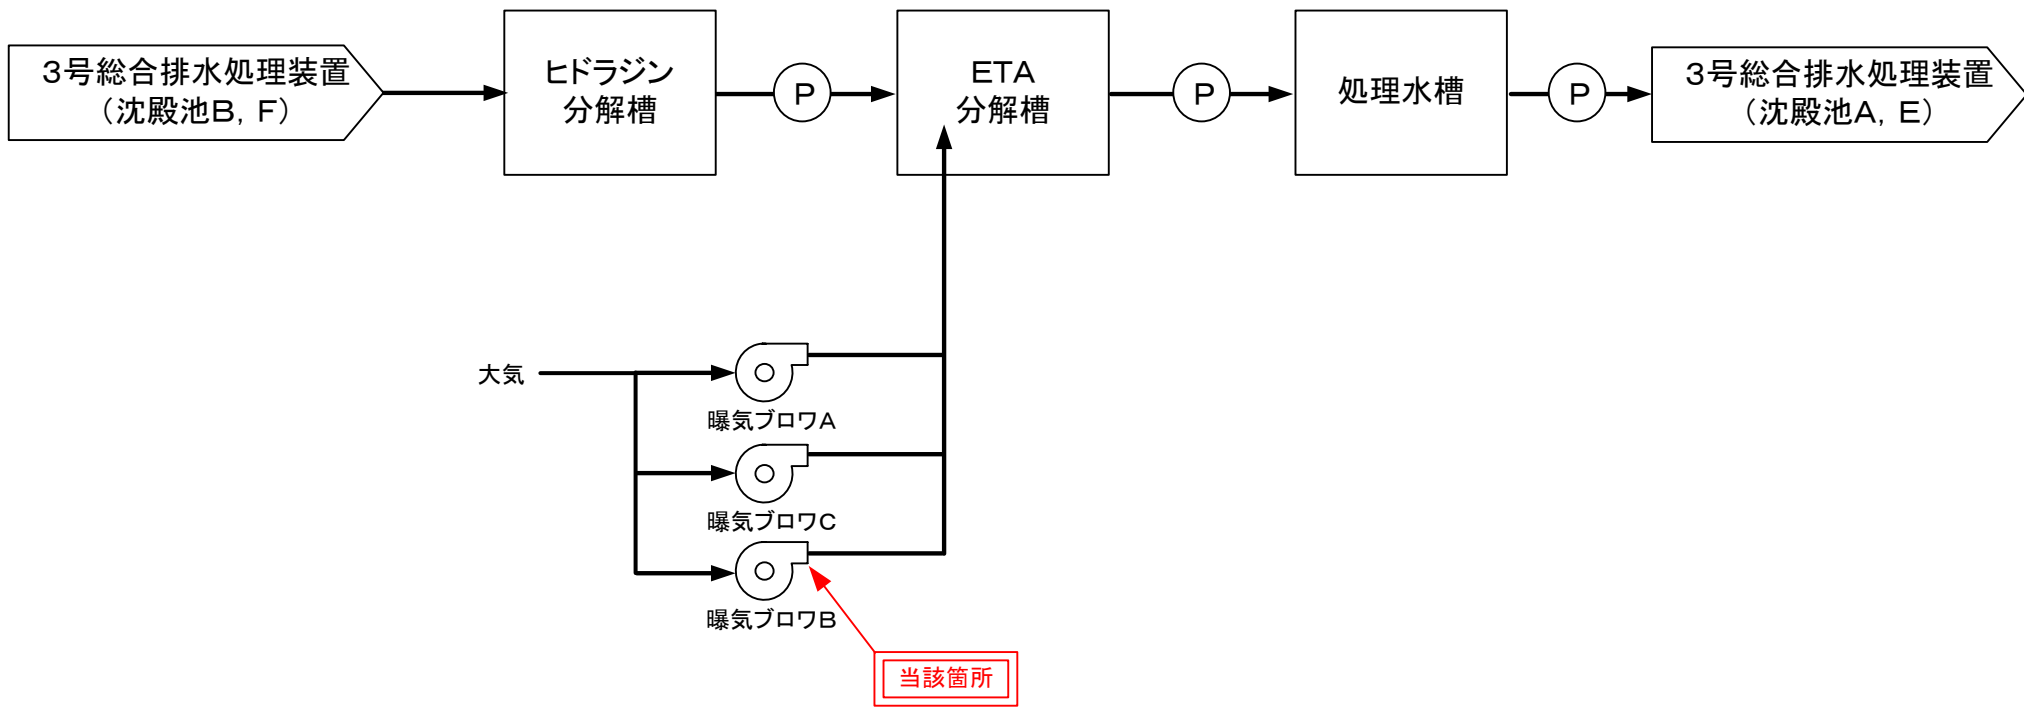 3号総合排水処理装置
（沈殿池B, F）
ヒドラジン
分解槽
P
ETA
分解槽
P
処理水槽
P
3号総合排水処理装置
（沈殿池A, E）
大気
曝気ブロワA
曝気ブロワC
曝気ブロワB
当該箇所